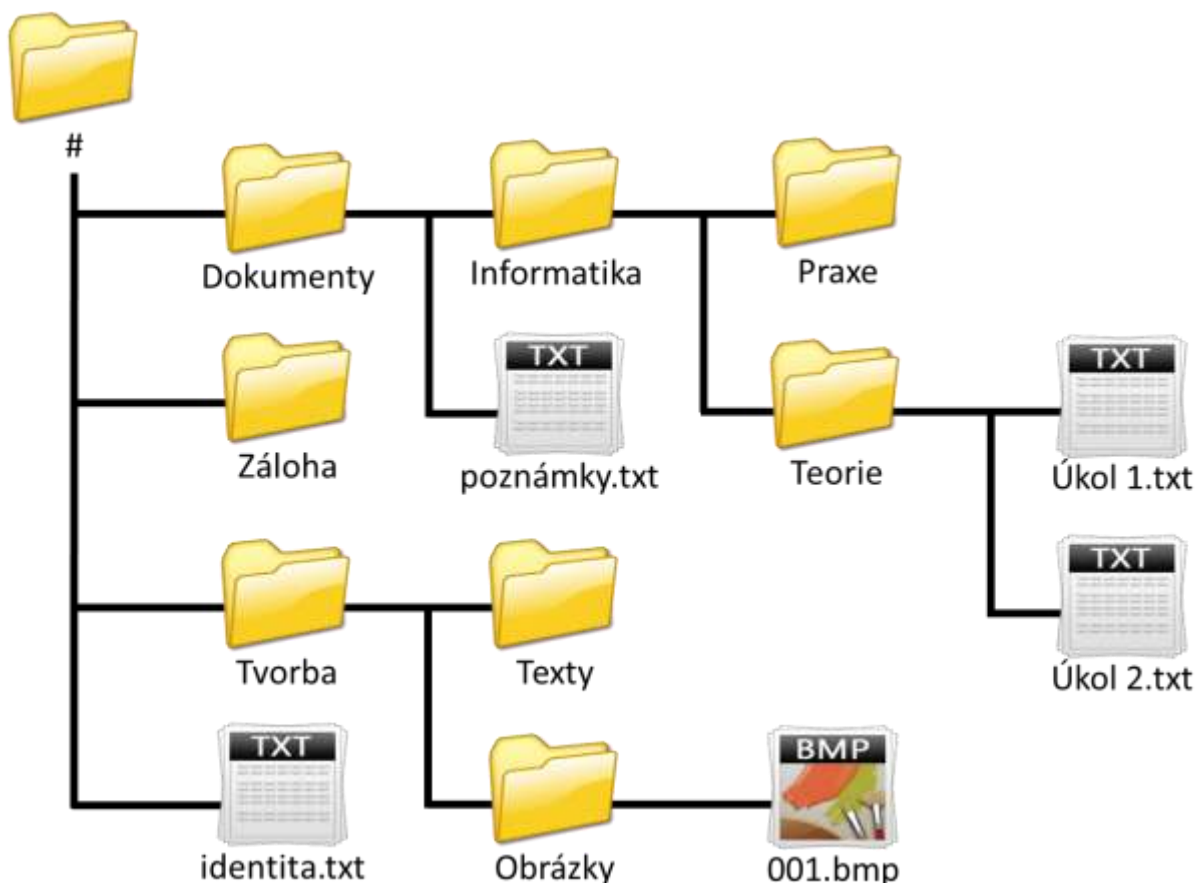 #
Dokumenty
Informatika
Praxe
TXT
TXT
Záloha
poznámky.txt
Teorie
Úkol 1.txt
TXT
Tvorba
Texty
Úkol 2.txt
TXT
BMP
identita.txt
Obrázky
001.bmp